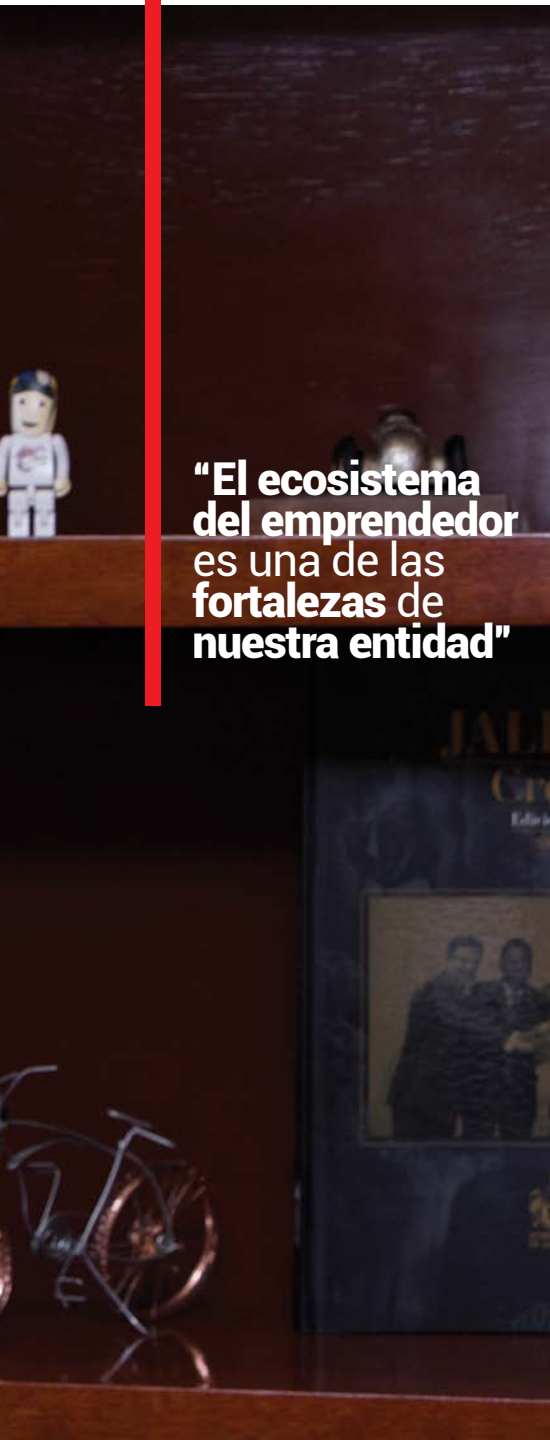 “El ecosistema
del emprendedor
es una de las
fortalezas de
nuestra entidad”